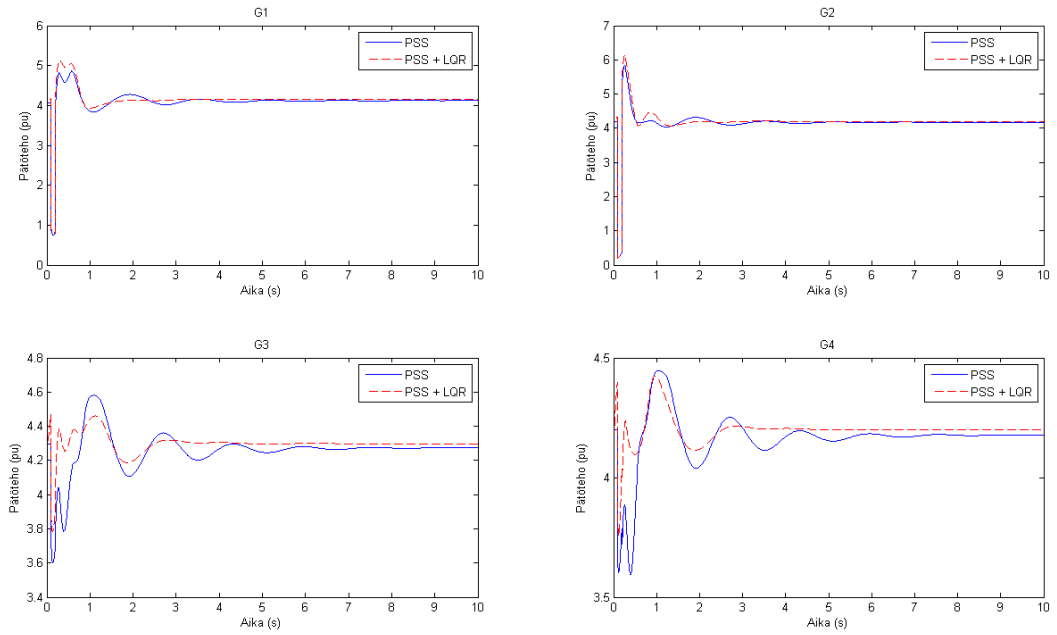 G1
PSS
PSS + LQR
6
5
4
3
2
1
0
Pätöteho (pu)
0 1 2 3 4 5 6 7 8 9 10
Aika (s)
G2
PSS
PSS + LQR
7
6
5
4
3
2
1
0
Pätöteho (pu)
0 1 2 3 4 5 6 7 8 9 10
Aika (s)
G3
PSS
PSS + LQR
4.8
4.6
4.4
4.2
4
3.8
3.6
3.4
Pätöteho (pu)
0 1 2 3 4 5 6 7 8 9 10
Aika (s)
G4
PSS
PSS + LQR
4.5
4
3.5
Pätöteho (pu)
0 1 2 3 4 5 6 7 8 9 10
Aika (s)